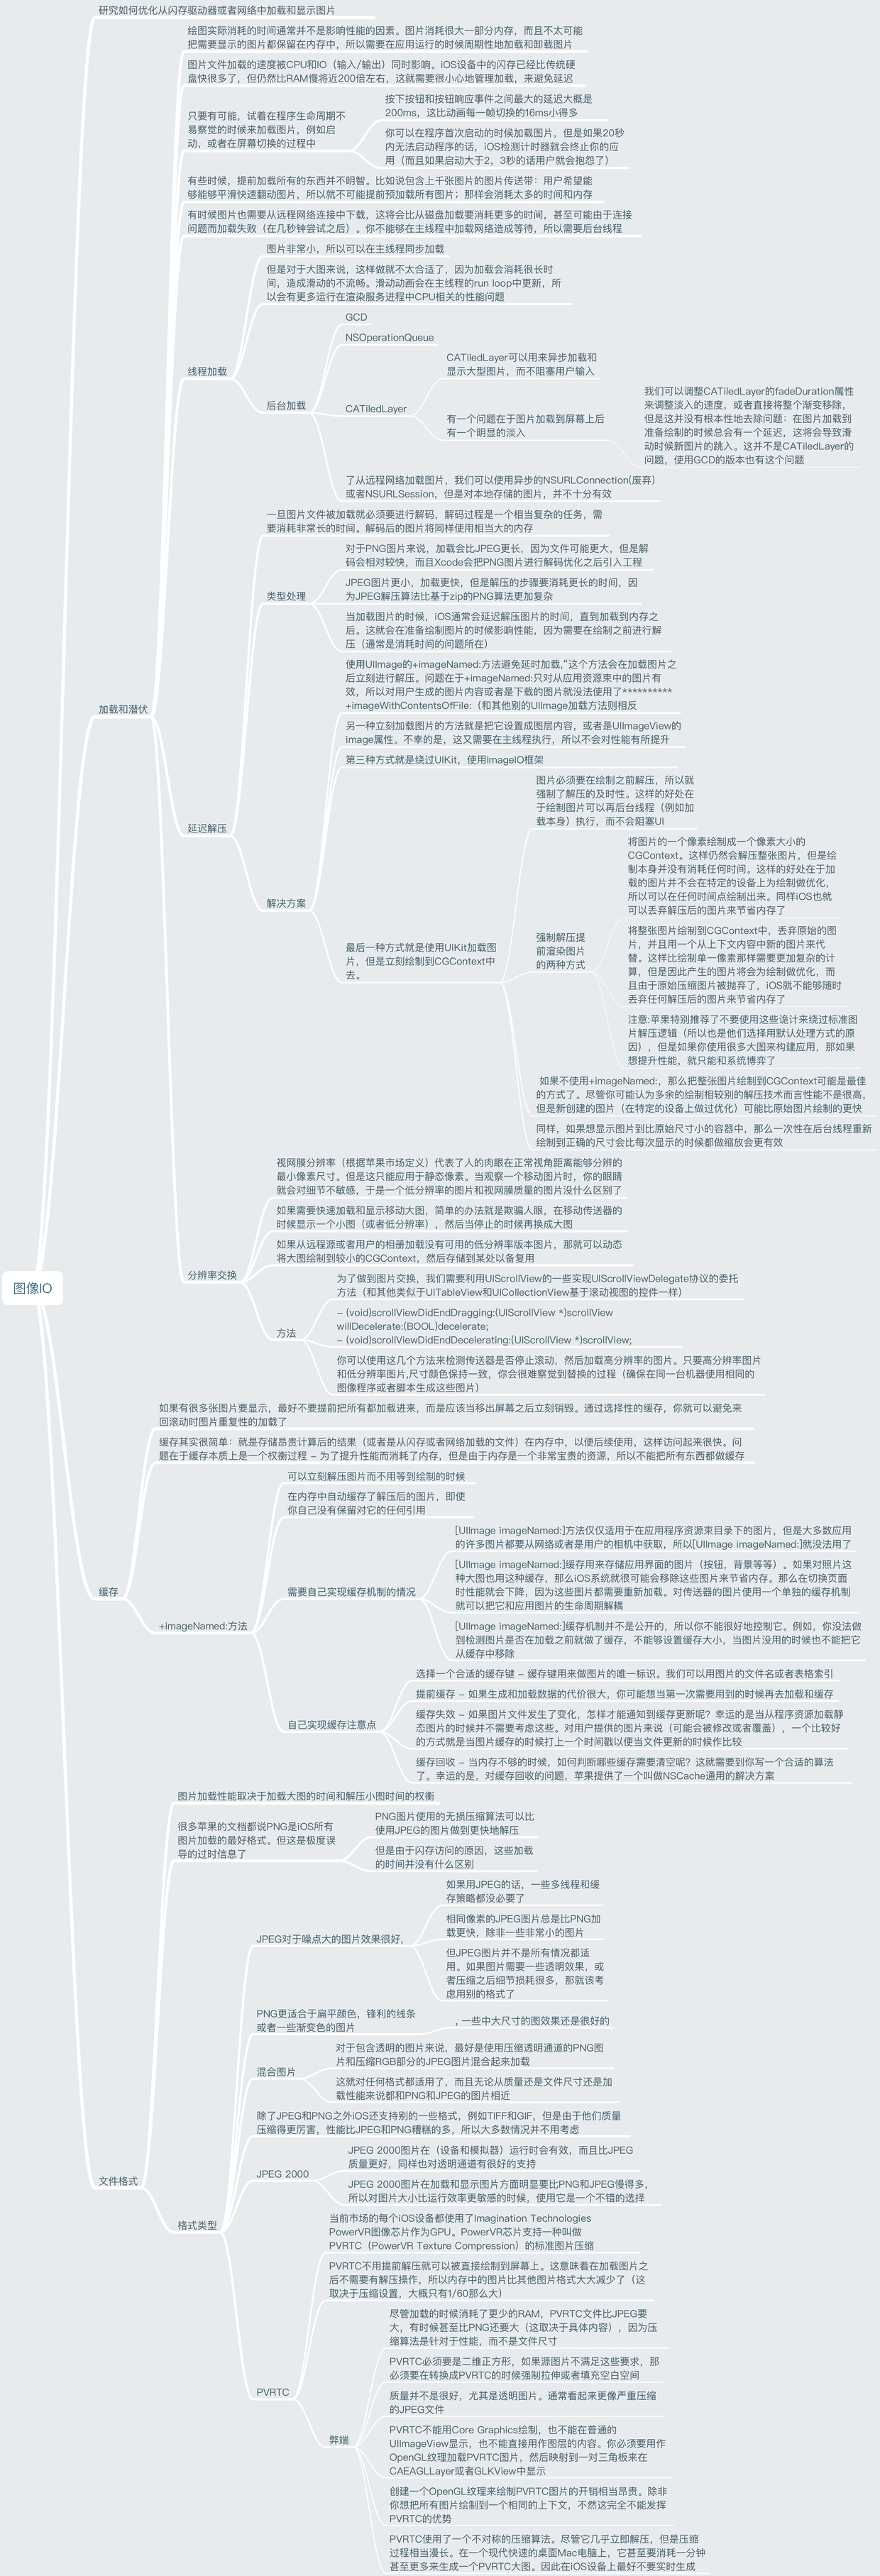 研究如何优化从闪存驱动器或者网络中加载和显示图片
绘图实际消耗的时间通常并不是影响性能的因素。图片消耗很大一部分内存，而且不太可能
把需要显示的图片都保留在内存中，所以需要在应用运行的时候周期性地加载和卸载图片
图片文件加载的速度被CPU和IO（输入/输出）同时影响。iOS设备中的闪存已经比传统硬
盘快很多了，但仍然比RAM慢将近200倍左右，这就需要很小心地管理加载，来避免延迟
只要有可能，试着在程序生命周期不
易察觉的时候来加载图片，例如启
动，或者在屏幕切换的过程中
按下按钮和按钮响应事件之间最大的延迟大概是
200ms，这比动画每一帧切换的16ms小得多
你可以在程序首次启动的时候加载图片，但是如果20秒
内无法启动程序的话，iOS检测计时器就会终止你的应
用（而且如果启动大于2，3秒的话用户就会抱怨了）
有些时候，提前加载所有的东西并不明智。比如说包含上千张图片的图片传送带：用户希望能
够能够平滑快速翻动图片，所以就不可能提前预加载所有图片；那样会消耗太多的时间和内存
有时候图片也需要从远程网络连接中下载，这将会比从磁盘加载要消耗更多的时间，甚至可能由于连接
问题而加载失败（在几秒钟尝试之后）。你不能够在主线程中加载网络造成等待，所以需要后台线程
线程加载
图片非常小，所以可以在主线程同步加载
但是对于大图来说，这样做就不太合适了，因为加载会消耗很长时
间，造成滑动的不流畅。滑动动画会在主线程的run loop中更新，所
以会有更多运行在渲染服务进程中CPU相关的性能问题
后台加载
GCD
NSOperationQueue
CATiledLayer
CATiledLayer可以用来异步加载和
显示大型图片，而不阻塞用户输入
有一个问题在于图片加载到屏幕上后
有一个明显的淡入
我们可以调整CATiledLayer的fadeDuration属性
来调整淡入的速度，或者直接将整个渐变移除，
但是这并没有根本性地去除问题：在图片加载到
准备绘制的时候总会有一个延迟，这将会导致滑
动时候新图片的跳入。这并不是CATiledLayer的
问题，使用GCD的版本也有这个问题
了从远程网络加载图片，我们可以使用异步的NSURLConnection(废弃)
或者NSURLSession，但是对本地存储的图片，并不十分有效
加载和潜伏
延迟解压
一旦图片文件被加载就必须要进行解码，解码过程是一个相当复杂的任务，需
要消耗非常长的时间。解码后的图片将同样使用相当大的内存
类型处理
对于PNG图片来说，加载会比JPEG更长，因为文件可能更大，但是解
码会相对较快，而且Xcode会把PNG图片进行解码优化之后引入工程
JPEG图片更小，加载更快，但是解压的步骤要消耗更长的时间，因
为JPEG解压算法比基于zip的PNG算法更加复杂
当加载图片的时候，iOS通常会延迟解压图片的时间，直到加载到内存之
后。这就会在准备绘制图片的时候影响性能，因为需要在绘制之前进行解
压（通常是消耗时间的问题所在）
解决方案
使用UIImage的+imageNamed:方法避免延时加载,“这个方法会在加载图片之
后立刻进行解压。问题在于+imageNamed:只对从应用资源束中的图片有
效，所以对用户生成的图片内容或者是下载的图片就没法使用了**********
+imageWithContentsOfFile:（和其他别的UIImage加载方法则相反
另一种立刻加载图片的方法就是把它设置成图层内容，或者是UIImageView的
image属性。不幸的是，这又需要在主线程执行，所以不会对性能有所提升
第三种方式就是绕过UIKit，使用ImageIO框架
最后一种方式就是使用UIKit加载图
片，但是立刻绘制到CGContext中
去。
图片必须要在绘制之前解压，所以就
强制了解压的及时性。这样的好处在
于绘制图片可以再后台线程（例如加
载本身）执行，而不会阻塞UI
强制解压提
前渲染图片
的两种方式
将图片的一个像素绘制成一个像素大小的
CGContext。这样仍然会解压整张图片，但是绘
制本身并没有消耗任何时间。这样的好处在于加
载的图片并不会在特定的设备上为绘制做优化，
所以可以在任何时间点绘制出来。同样iOS也就
可以丢弃解压后的图片来节省内存了
将整张图片绘制到CGContext中，丢弃原始的图
片，并且用一个从上下文内容中新的图片来代
替。这样比绘制单一像素那样需要更加复杂的计
算，但是因此产生的图片将会为绘制做优化，而
且由于原始压缩图片被抛弃了，iOS就不能够随时
丢弃任何解压后的图片来节省内存了
注意:苹果特别推荐了不要使用这些诡计来绕过标准图
片解压逻辑（所以也是他们选择用默认处理方式的原
因），但是如果你使用很多大图来构建应用，那如果
想提升性能，就只能和系统博弈了
如果不使用+imageNamed:，那么把整张图片绘制到CGContext可能是最佳
的方式了。尽管你可能认为多余的绘制相较别的解压技术而言性能不是很高，
但是新创建的图片（在特定的设备上做过优化）可能比原始图片绘制的更快
同样，如果想显示图片到比原始尺寸小的容器中，那么一次性在后台线程重新
绘制到正确的尺寸会比每次显示的时候都做缩放会更有效
分辨率交换
视网膜分辨率（根据苹果市场定义）代表了人的肉眼在正常视角距离能够分辨的
最小像素尺寸。但是这只能应用于静态像素。当观察一个移动图片时，你的眼睛
就会对细节不敏感，于是一个低分辨率的图片和视网膜质量的图片没什么区别了
如果需要快速加载和显示移动大图，简单的办法就是欺骗人眼，在移动传送器的
时候显示一个小图（或者低分辨率），然后当停止的时候再换成大图
如果从远程源或者用户的相册加载没有可用的低分辨率版本图片，那就可以动态
将大图绘制到较小的CGContext，然后存储到某处以备复用
方法
为了做到图片交换，我们需要利用UIScrollView的一些实现UIScrollViewDelegate协议的委托
方法（和其他类似于UITableView和UICollectionView基于滚动视图的控件一样）
– (void)scrollViewDidEndDragging:(UIScrollView *)scrollView
willDecelerate:(BOOL)decelerate;
– (void)scrollViewDidEndDecelerating:(UIScrollView *)scrollView;
你可以使用这几个方法来检测传送器是否停止滚动，然后加载高分辨率的图片。只要高分辨率图片
和低分辨率图片,尺寸颜色保持一致，你会很难察觉到替换的过程（确保在同一台机器使用相同的
图像程序或者脚本生成这些图片）
图像IO
缓存
如果有很多张图片要显示，最好不要提前把所有都加载进来，而是应该当移出屏幕之后立刻销毁。通过选择性的缓存，你就可以避免来
回滚动时图片重复性的加载了
缓存其实很简单：就是存储昂贵计算后的结果（或者是从闪存或者网络加载的文件）在内存中，以便后续使用，这样访问起来很快。问
题在于缓存本质上是一个权衡过程 – 为了提升性能而消耗了内存，但是由于内存是一个非常宝贵的资源，所以不能把所有东西都做缓存
+imageNamed:方法
可以立刻解压图片而不用等到绘制的时候
在内存中自动缓存了解压后的图片，即使
你自己没有保留对它的任何引用
需要自己实现缓存机制的情况
[UIImage imageNamed:]方法仅仅适用于在应用程序资源束目录下的图片，但是大多数应用
的许多图片都要从网络或者是用户的相机中获取，所以[UIImage imageNamed:]就没法用了
[UIImage imageNamed:]缓存用来存储应用界面的图片（按钮，背景等等）。如果对照片这
种大图也用这种缓存，那么iOS系统就很可能会移除这些图片来节省内存。那么在切换页面
时性能就会下降，因为这些图片都需要重新加载。对传送器的图片使用一个单独的缓存机制
就可以把它和应用图片的生命周期解耦
[UIImage imageNamed:]缓存机制并不是公开的，所以你不能很好地控制它。例如，你没法做
到检测图片是否在加载之前就做了缓存，不能够设置缓存大小，当图片没用的时候也不能把它
从缓存中移除
自己实现缓存注意点
选择一个合适的缓存键 – 缓存键用来做图片的唯一标识。我们可以用图片的文件名或者表格索引
提前缓存 – 如果生成和加载数据的代价很大，你可能想当第一次需要用到的时候再去加载和缓存
缓存失效 – 如果图片文件发生了变化，怎样才能通知到缓存更新呢？幸运的是当从程序资源加载静
态图片的时候并不需要考虑这些。对用户提供的图片来说（可能会被修改或者覆盖），一个比较好
的方式就是当图片缓存的时候打上一个时间戳以便当文件更新的时候作比较
缓存回收 – 当内存不够的时候，如何判断哪些缓存需要清空呢？这就需要到你写一个合适的算法
了。幸运的是，对缓存回收的问题，苹果提供了一个叫做NSCache通用的解决方案
文件格式
图片加载性能取决于加载大图的时间和解压小图时间的权衡
很多苹果的文档都说PNG是iOS所有
图片加载的最好格式。但这是极度误
导的过时信息了
PNG图片使用的无损压缩算法可以比
使用JPEG的图片做到更快地解压
但是由于闪存访问的原因，这些加载
的时间并没有什么区别
格式类型
JPEG对于噪点大的图片效果很好,
如果用JPEG的话，一些多线程和缓
存策略都没必要了
相同像素的JPEG图片总是比PNG加
载更快，除非一些非常小的图片
但JPEG图片并不是所有情况都适
用。如果图片需要一些透明效果，或
者压缩之后细节损耗很多，那就该考
虑用别的格式了
PNG更适合于扁平颜色，锋利的线条
或者一些渐变色的图片
，一些中大尺寸的图效果还是很好的
混合图片
对于包含透明的图片来说，最好是使用压缩透明通道的PNG图
片和压缩RGB部分的JPEG图片混合起来加载
这就对任何格式都适用了，而且无论从质量还是文件尺寸还是加
载性能来说都和PNG和JPEG的图片相近
除了JPEG和PNG之外iOS还支持别的一些格式，例如TIFF和GIF，但是由于他们质量
压缩得更厉害，性能比JPEG和PNG糟糕的多，所以大多数情况并不用考虑
JPEG 2000
JPEG 2000图片在（设备和模拟器）运行时会有效，而且比JPEG
质量更好，同样也对透明通道有很好的支持
JPEG 2000图片在加载和显示图片方面明显要比PNG和JPEG慢得多，
所以对图片大小比运行效率更敏感的时候，使用它是一个不错的选择
PVRTC
当前市场的每个iOS设备都使用了Imagination Technologies
PowerVR图像芯片作为GPU。PowerVR芯片支持一种叫做
PVRTC（PowerVR Texture Compression）的标准图片压缩
PVRTC不用提前解压就可以被直接绘制到屏幕上。这意味着在加载图片之
后不需要有解压操作，所以内存中的图片比其他图片格式大大减少了（这
取决于压缩设置，大概只有1/60那么大）
弊端
尽管加载的时候消耗了更少的RAM，PVRTC文件比JPEG要
大，有时候甚至比PNG还要大（这取决于具体内容），因为压
缩算法是针对于性能，而不是文件尺寸
PVRTC必须要是二维正方形，如果源图片不满足这些要求，那
必须要在转换成PVRTC的时候强制拉伸或者填充空白空间
质量并不是很好，尤其是透明图片。通常看起来更像严重压缩
的JPEG文件
PVRTC不能用Core Graphics绘制，也不能在普通的
UIImageView显示，也不能直接用作图层的内容。你必须要用作
OpenGL纹理加载PVRTC图片，然后映射到一对三角板来在
CAEAGLLayer或者GLKView中显示
创建一个OpenGL纹理来绘制PVRTC图片的开销相当昂贵。除非
你想把所有图片绘制到一个相同的上下文，不然这完全不能发挥
PVRTC的优势
PVRTC使用了一个不对称的压缩算法。尽管它几乎立即解压，但是压缩
过程相当漫长。在一个现代快速的桌面Mac电脑上，它甚至要消耗一分钟
甚至更多来生成一个PVRTC大图。因此在iOS设备上最好不要实时生成